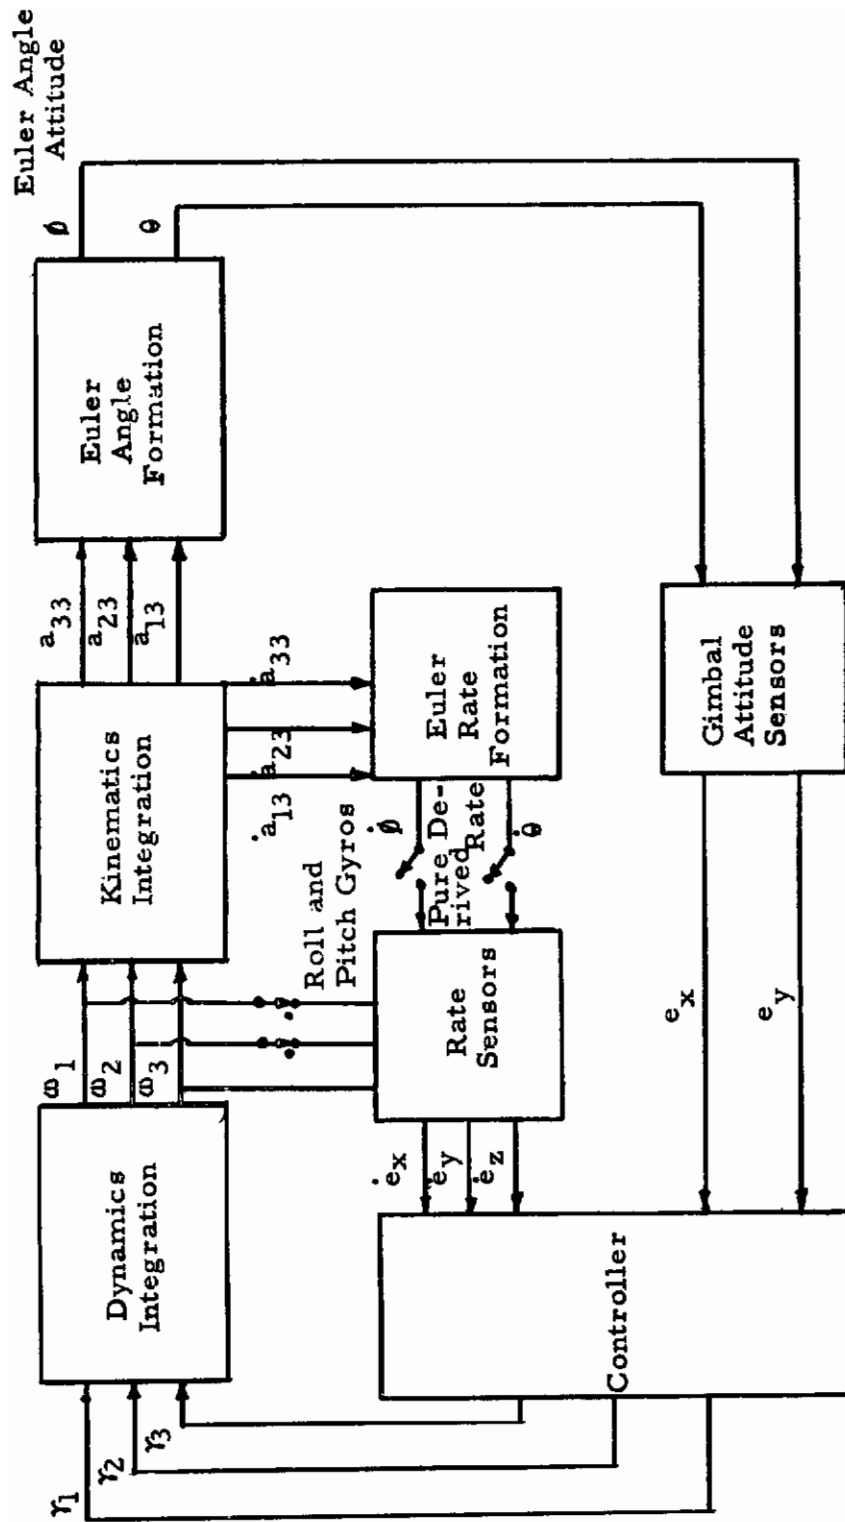 Euler Angle
Attitude
ϕ
θ
Euler
Angle
Formation
a33
a23
a13
Kinematics
Integration
ω1
ω2
ω3
Dynamics
Integration
γ1
γ2
γ3
ȧ33
ȧ23
ȧ13
Euler
Rate
Formation
ϕ̇
θ̇
Pure De-
rived Rate
Roll and
Pitch Gyros
Rate
Sensors
ėx
ėy
ėz
Gimbal
Attitude
Sensors
ex
ey
Controller